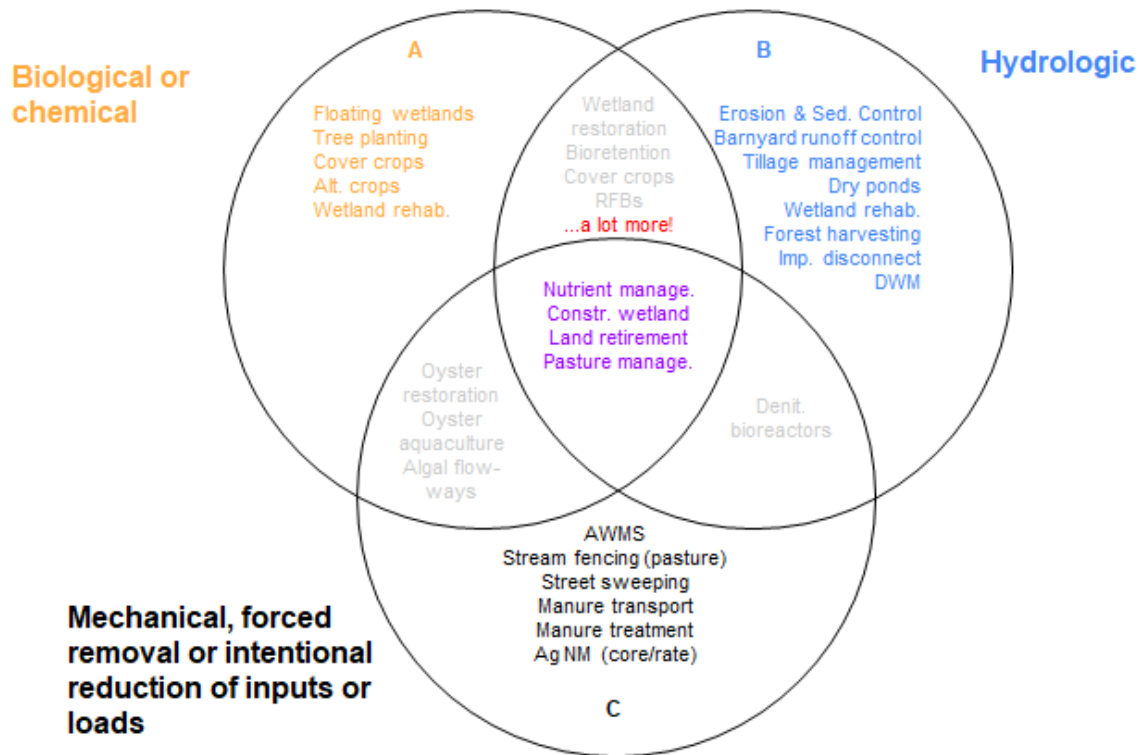 A
B
Biological or
chemical
Hydrologic
Floating wetlands
Tree planting
Cover crops
Alt. crops
Wetland rehab.
Wetland
restoration
Bioretention
Cover crops
RFBs
...a lot more!
Erosion & Sed. Control
Barnyard runoff control
Tillage management
Dry ponds
Wetland rehab.
Forest harvesting
Imp. disconnect
DWM
Nutrient manage.
Constr. wetland
Land retirement
Pasture manage.
Oyster
restoration
Oyster
aquaculture
Algal flow-
ways
Denit.
bioreactors
AWMS
Stream fencing (pasture)
Street sweeping
Manure transport
Manure treatment
Ag NM (core/rate)
C
Mechanical, forced
removal or intentional
reduction of inputs or
loads